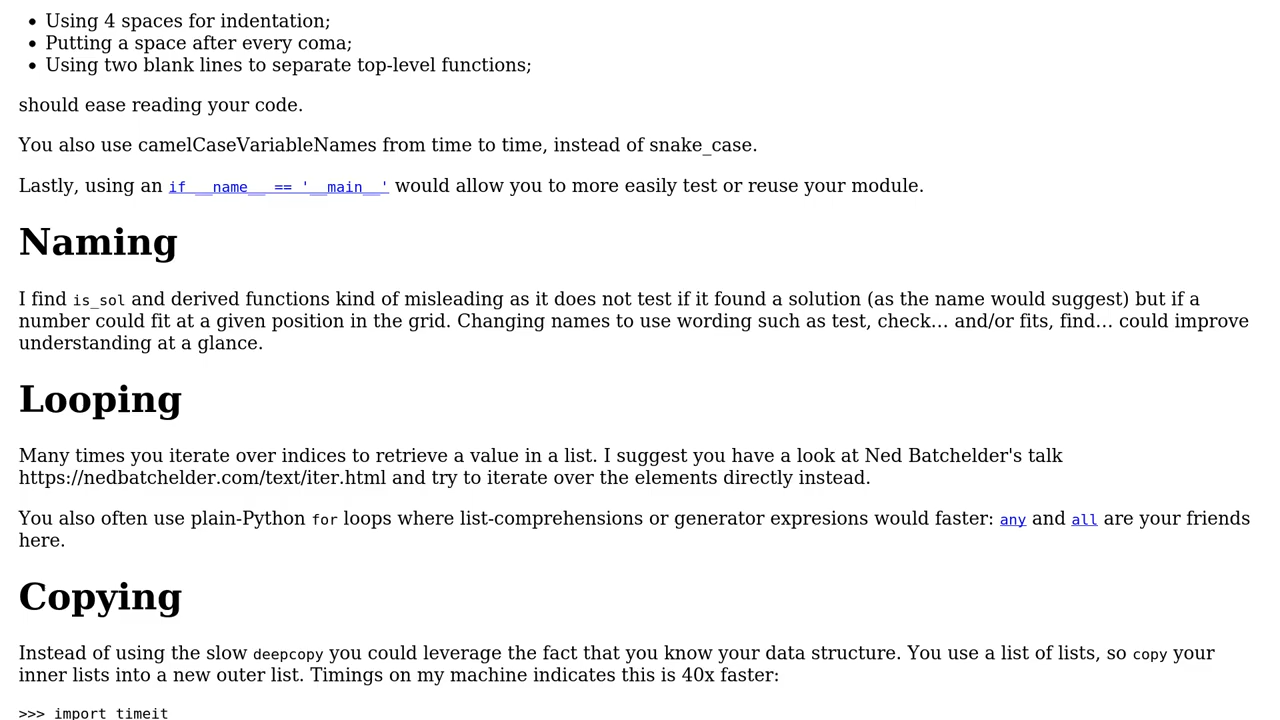 • Using 4 spaces for indentation;
• Putting a space after every coma;
• Using two blank lines to separate top-level functions;
should ease reading your code.
You also use camelCaseVariableNames from time to time, instead of snake_case.
Lastly, using an if __name__ == '__main__' would allow you to more easily test or reuse your module.
Naming
I find is_sol and derived functions kind of misleading as it does not test if it found a solution (as the name would suggest) but if a
number could fit at a given position in the grid. Changing names to use wording such as test, check… and/or fits, find… could improve
understanding at a glance.
Looping
Many times you iterate over indices to retrieve a value in a list. I suggest you have a look at Ned Batchelder's talk
https://nedbatchelder.com/text/iter.html and try to iterate over the elements directly instead.
You also often use plain-Python for loops where list-comprehensions or generator expresions would faster: any and all are your friends
here.
Copying
Instead of using the slow deepcopy you could leverage the fact that you know your data structure. You use a list of lists, so copy your
inner lists into a new outer list. Timings on my machine indicates this is 40x faster:
>>> import timeit